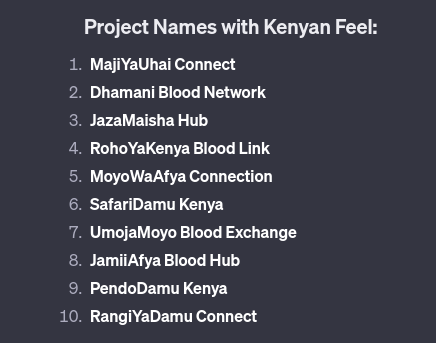 Project Names with Kenyan Feel:
1. MajiYaUhai Connect
2. Dhamani Blood Network
3. JazaMaisha Hub
4. RohoYaKenya Blood Link
5. MoyoWaAfya Connection
6. SafariDamu Kenya
7. UmojaMoyo Blood Exchange
8. JamiiAfya Blood Hub
9. PendoDamu Kenya
10. RangiYaDamu Connect